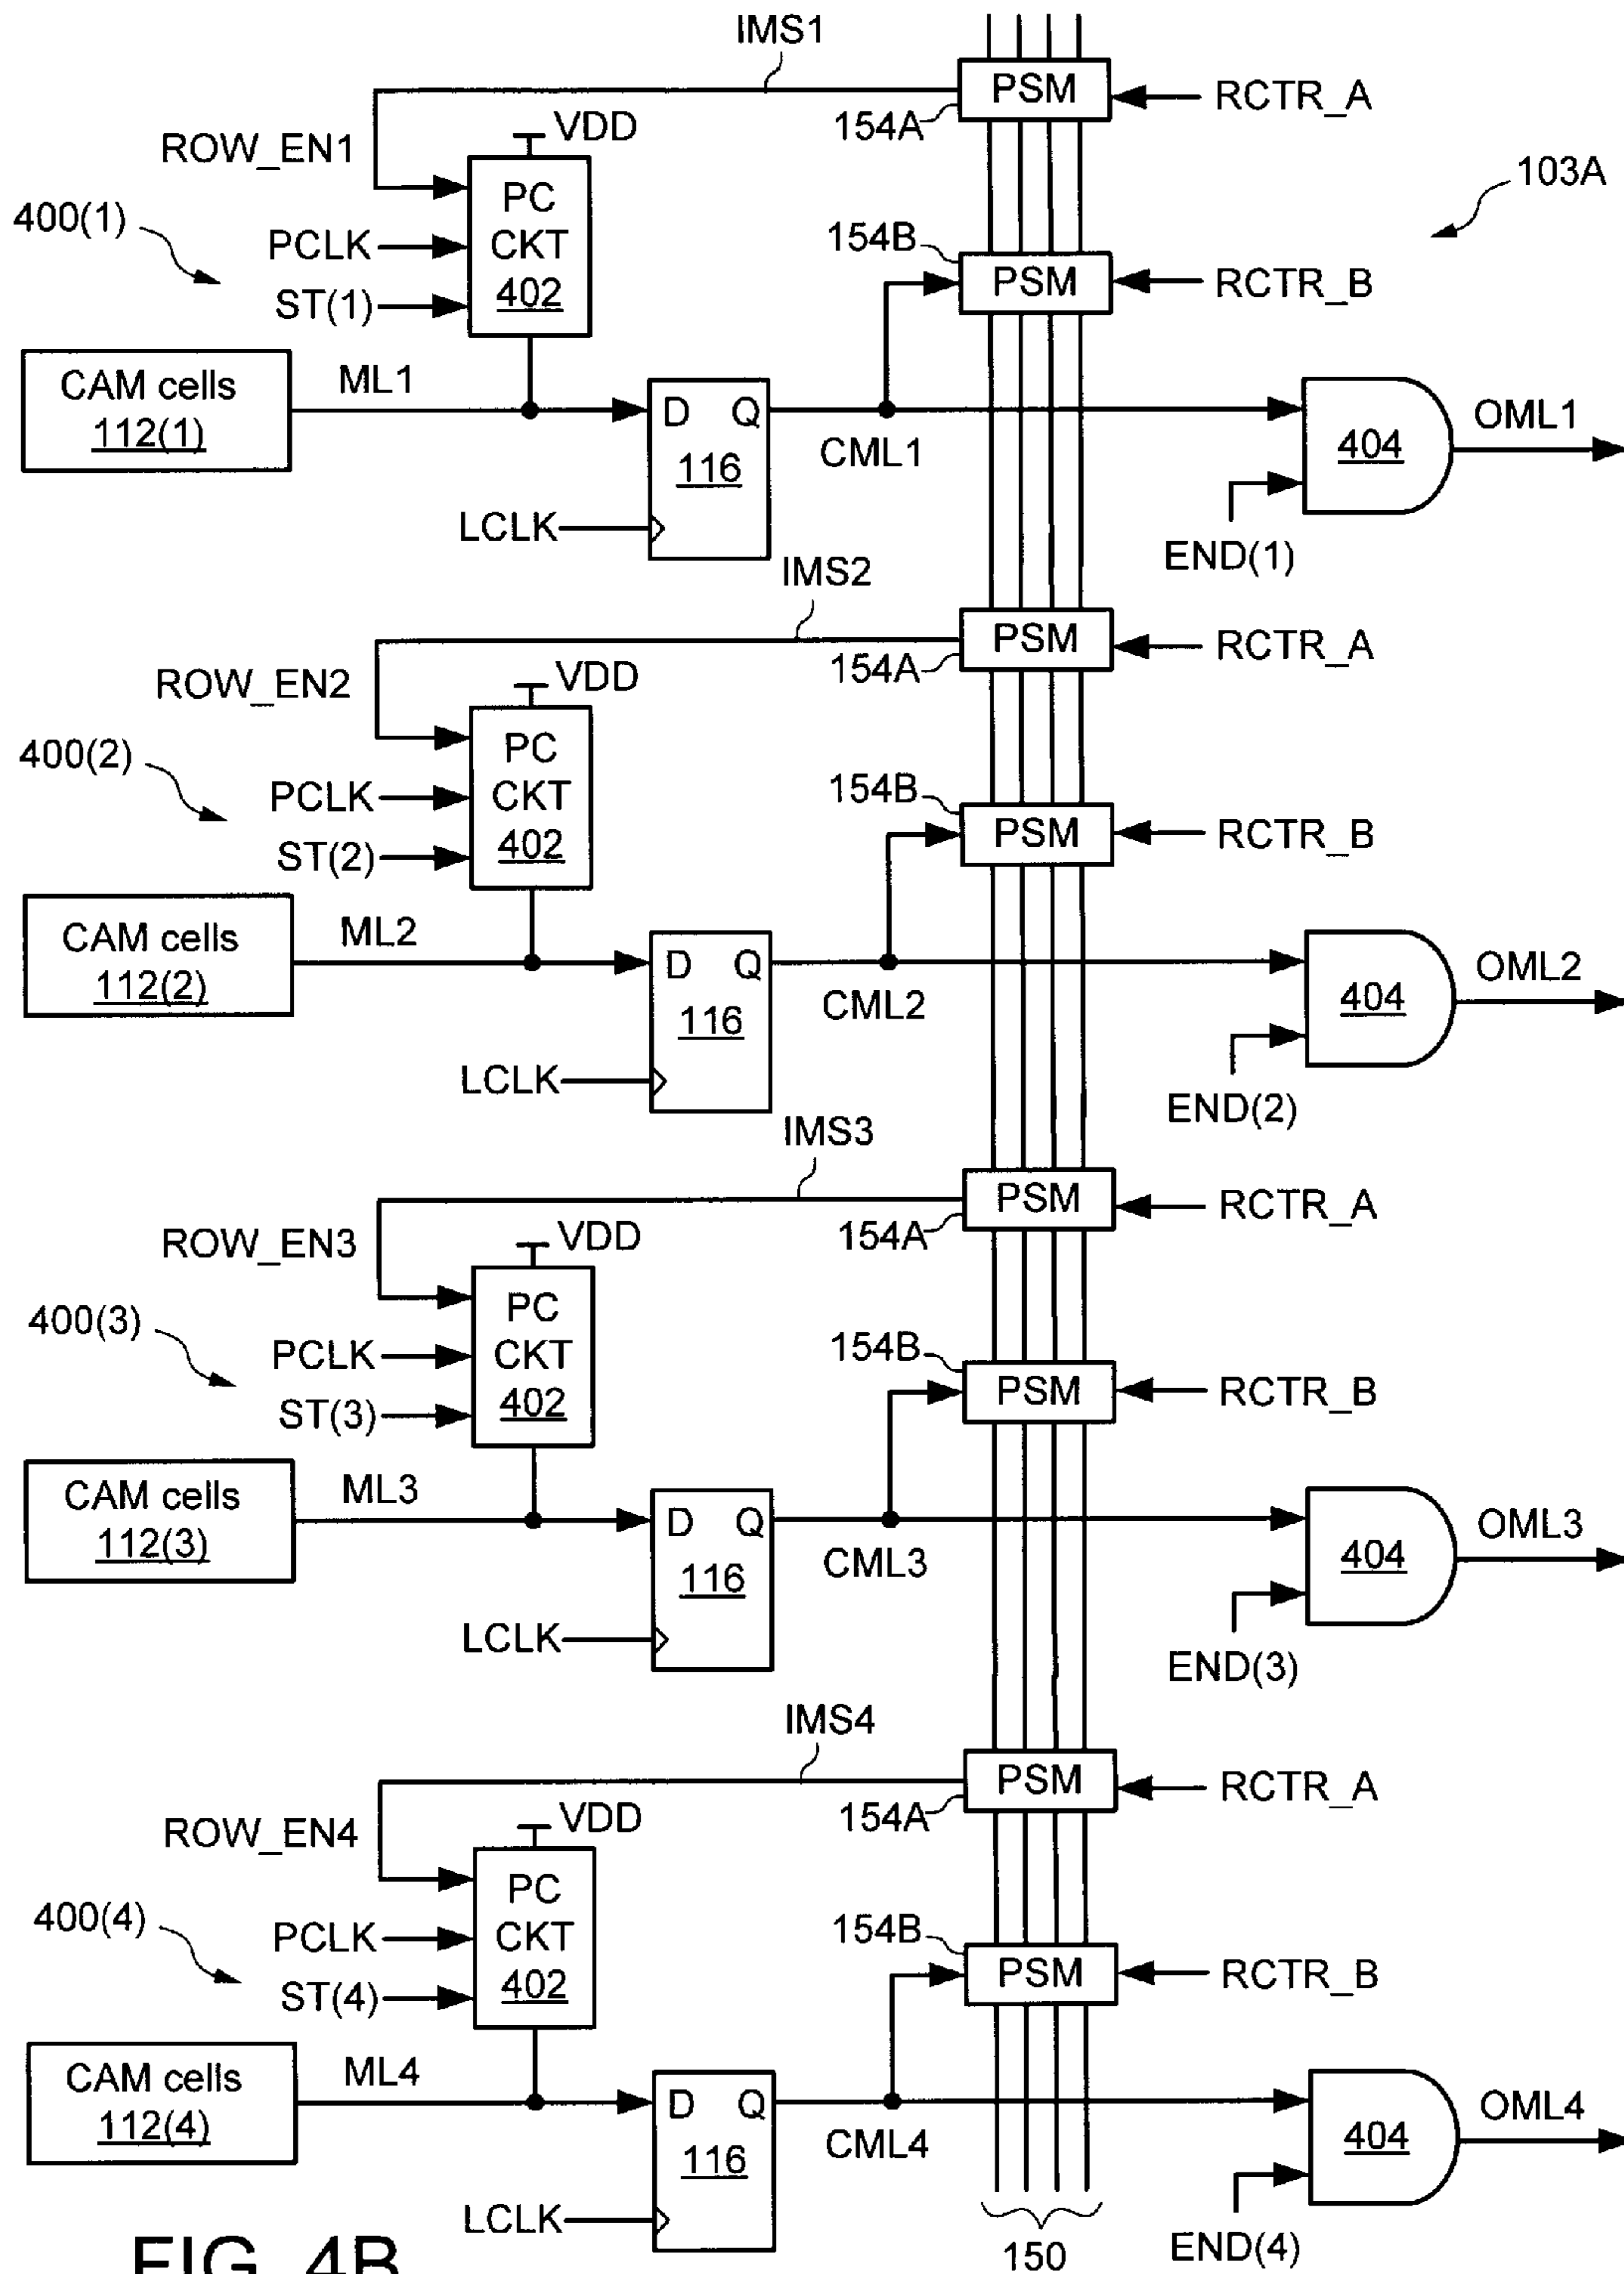 IMS1
PSM
RCTR_A
154A
VDD
ROW_EN1
103A
PC
CKT
402
400(1)
PCLK
ST(1)
154B
PSM
RCTR_B
CAM cells
112(1)
ML1
D Q
116
CML1
404
OML1
LCLK
END(1)
IMS2
PSM
RCTR_A
154A
VDD
ROW_EN2
PC
CKT
402
400(2)
PCLK
ST(2)
154B
PSM
RCTR_B
CAM cells
112(2)
ML2
D Q
116
CML2
404
OML2
LCLK
END(2)
IMS3
PSM
RCTR_A
154A
VDD
ROW_EN3
PC
CKT
402
400(3)
PCLK
ST(3)
154B
PSM
RCTR_B
CAM cells
112(3)
ML3
D Q
116
CML3
404
OML3
LCLK
END(3)
IMS4
PSM
RCTR_A
154A
VDD
ROW_EN4
PC
CKT
402
400(4)
PCLK
ST(4)
154B
PSM
RCTR_B
CAM cells
112(4)
ML4
D Q
116
CML4
404
OML4
LCLK
END(4)
150
FIG. 4B